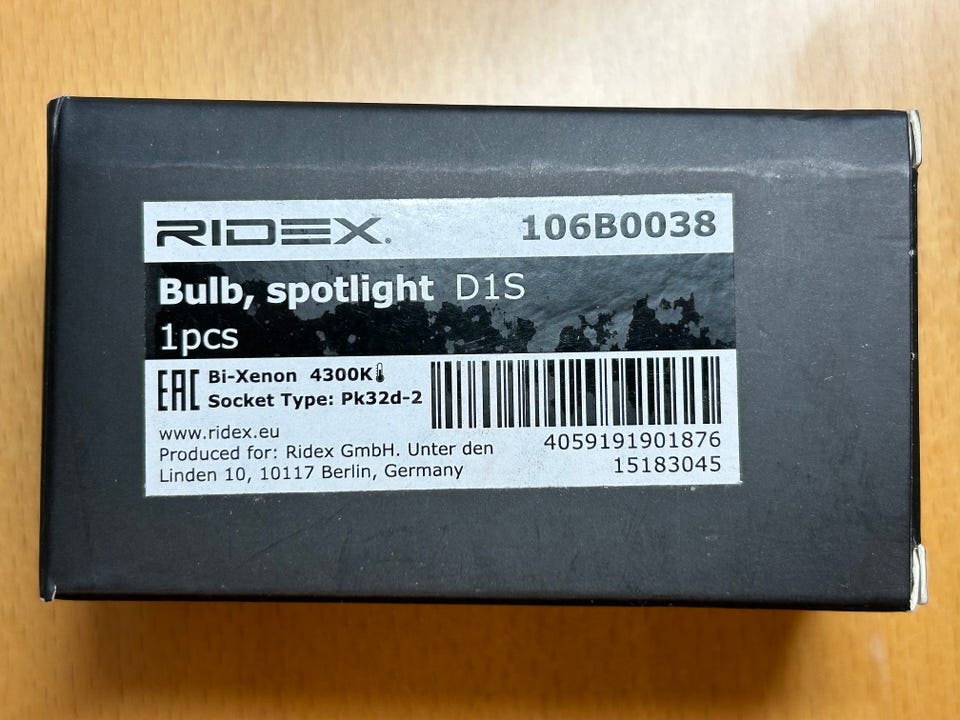 RIDEX®
106B0038
Bulb, spotlight D1S
1pcs
EAC
Bi-Xenon 4300K
Socket Type: Pk32d-2
www.ridex.eu
Produced for: Ridex GmbH. Unter den
Linden 10, 10117 Berlin, Germany
4059191901876
15183045